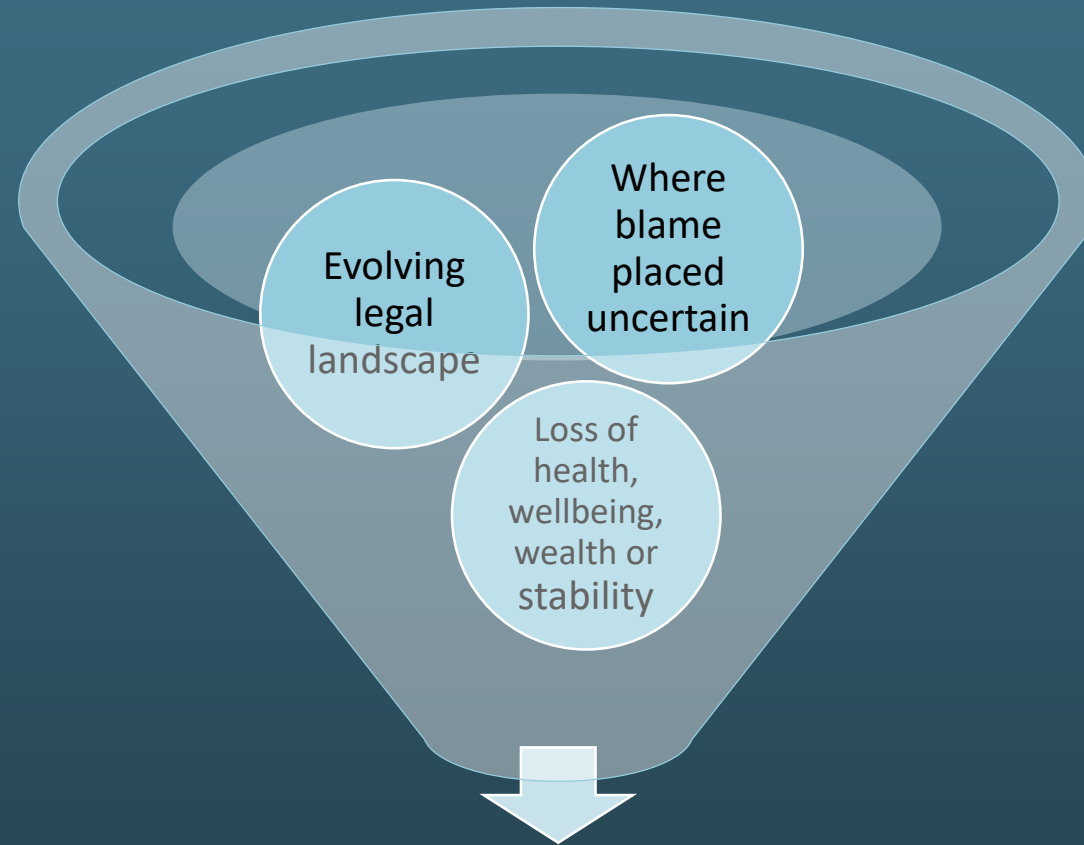 Evolving
legal
landscape
Where
blame
placed
uncertain
Loss of
health,
wellbeing,
wealth or
stability